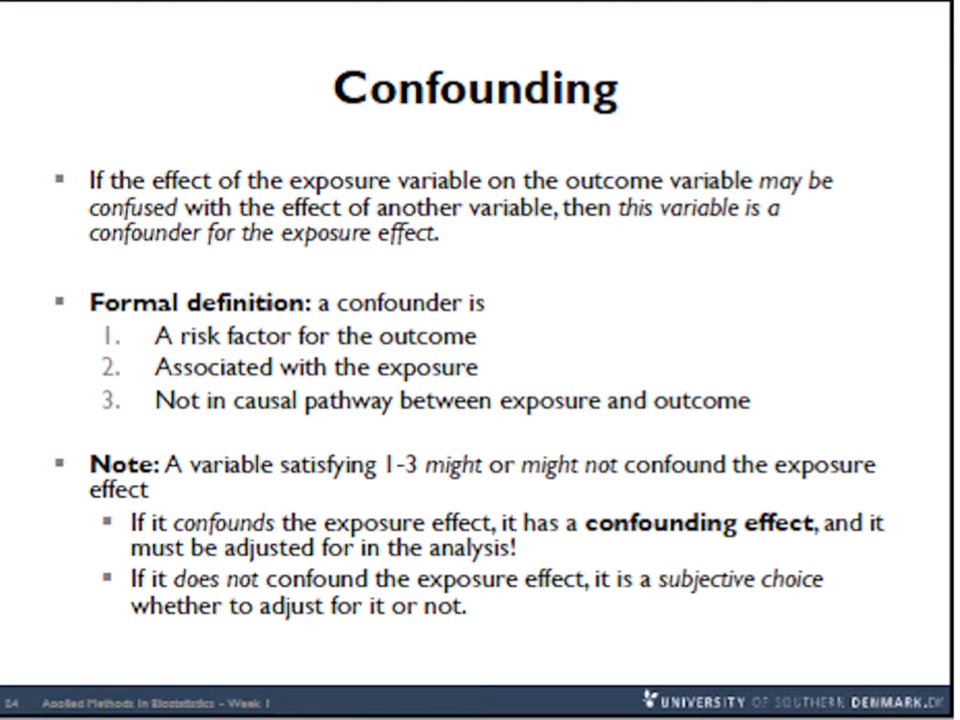 Confounding
If the effect of the exposure variable on the outcome variable may be
confused with the effect of another variable, then this variable is a
confounder for the exposure effect.
Formal definition: a confounder is
1. A risk factor for the outcome
2. Associated with the exposure
3. Not in causal pathway between exposure and outcome
Note: A variable satisfying 1-3 might or might not confound the exposure
effect
If it confounds the exposure effect, it has a confounding effect, and it
must be adjusted for in the analysis!
If it does not confound the exposure effect, it is a subjective choice
whether to adjust for it or not.
Applied Methods in Biostatistics - Week 1
UNIVERSITY OF SOUTHERN DENMARK.DK